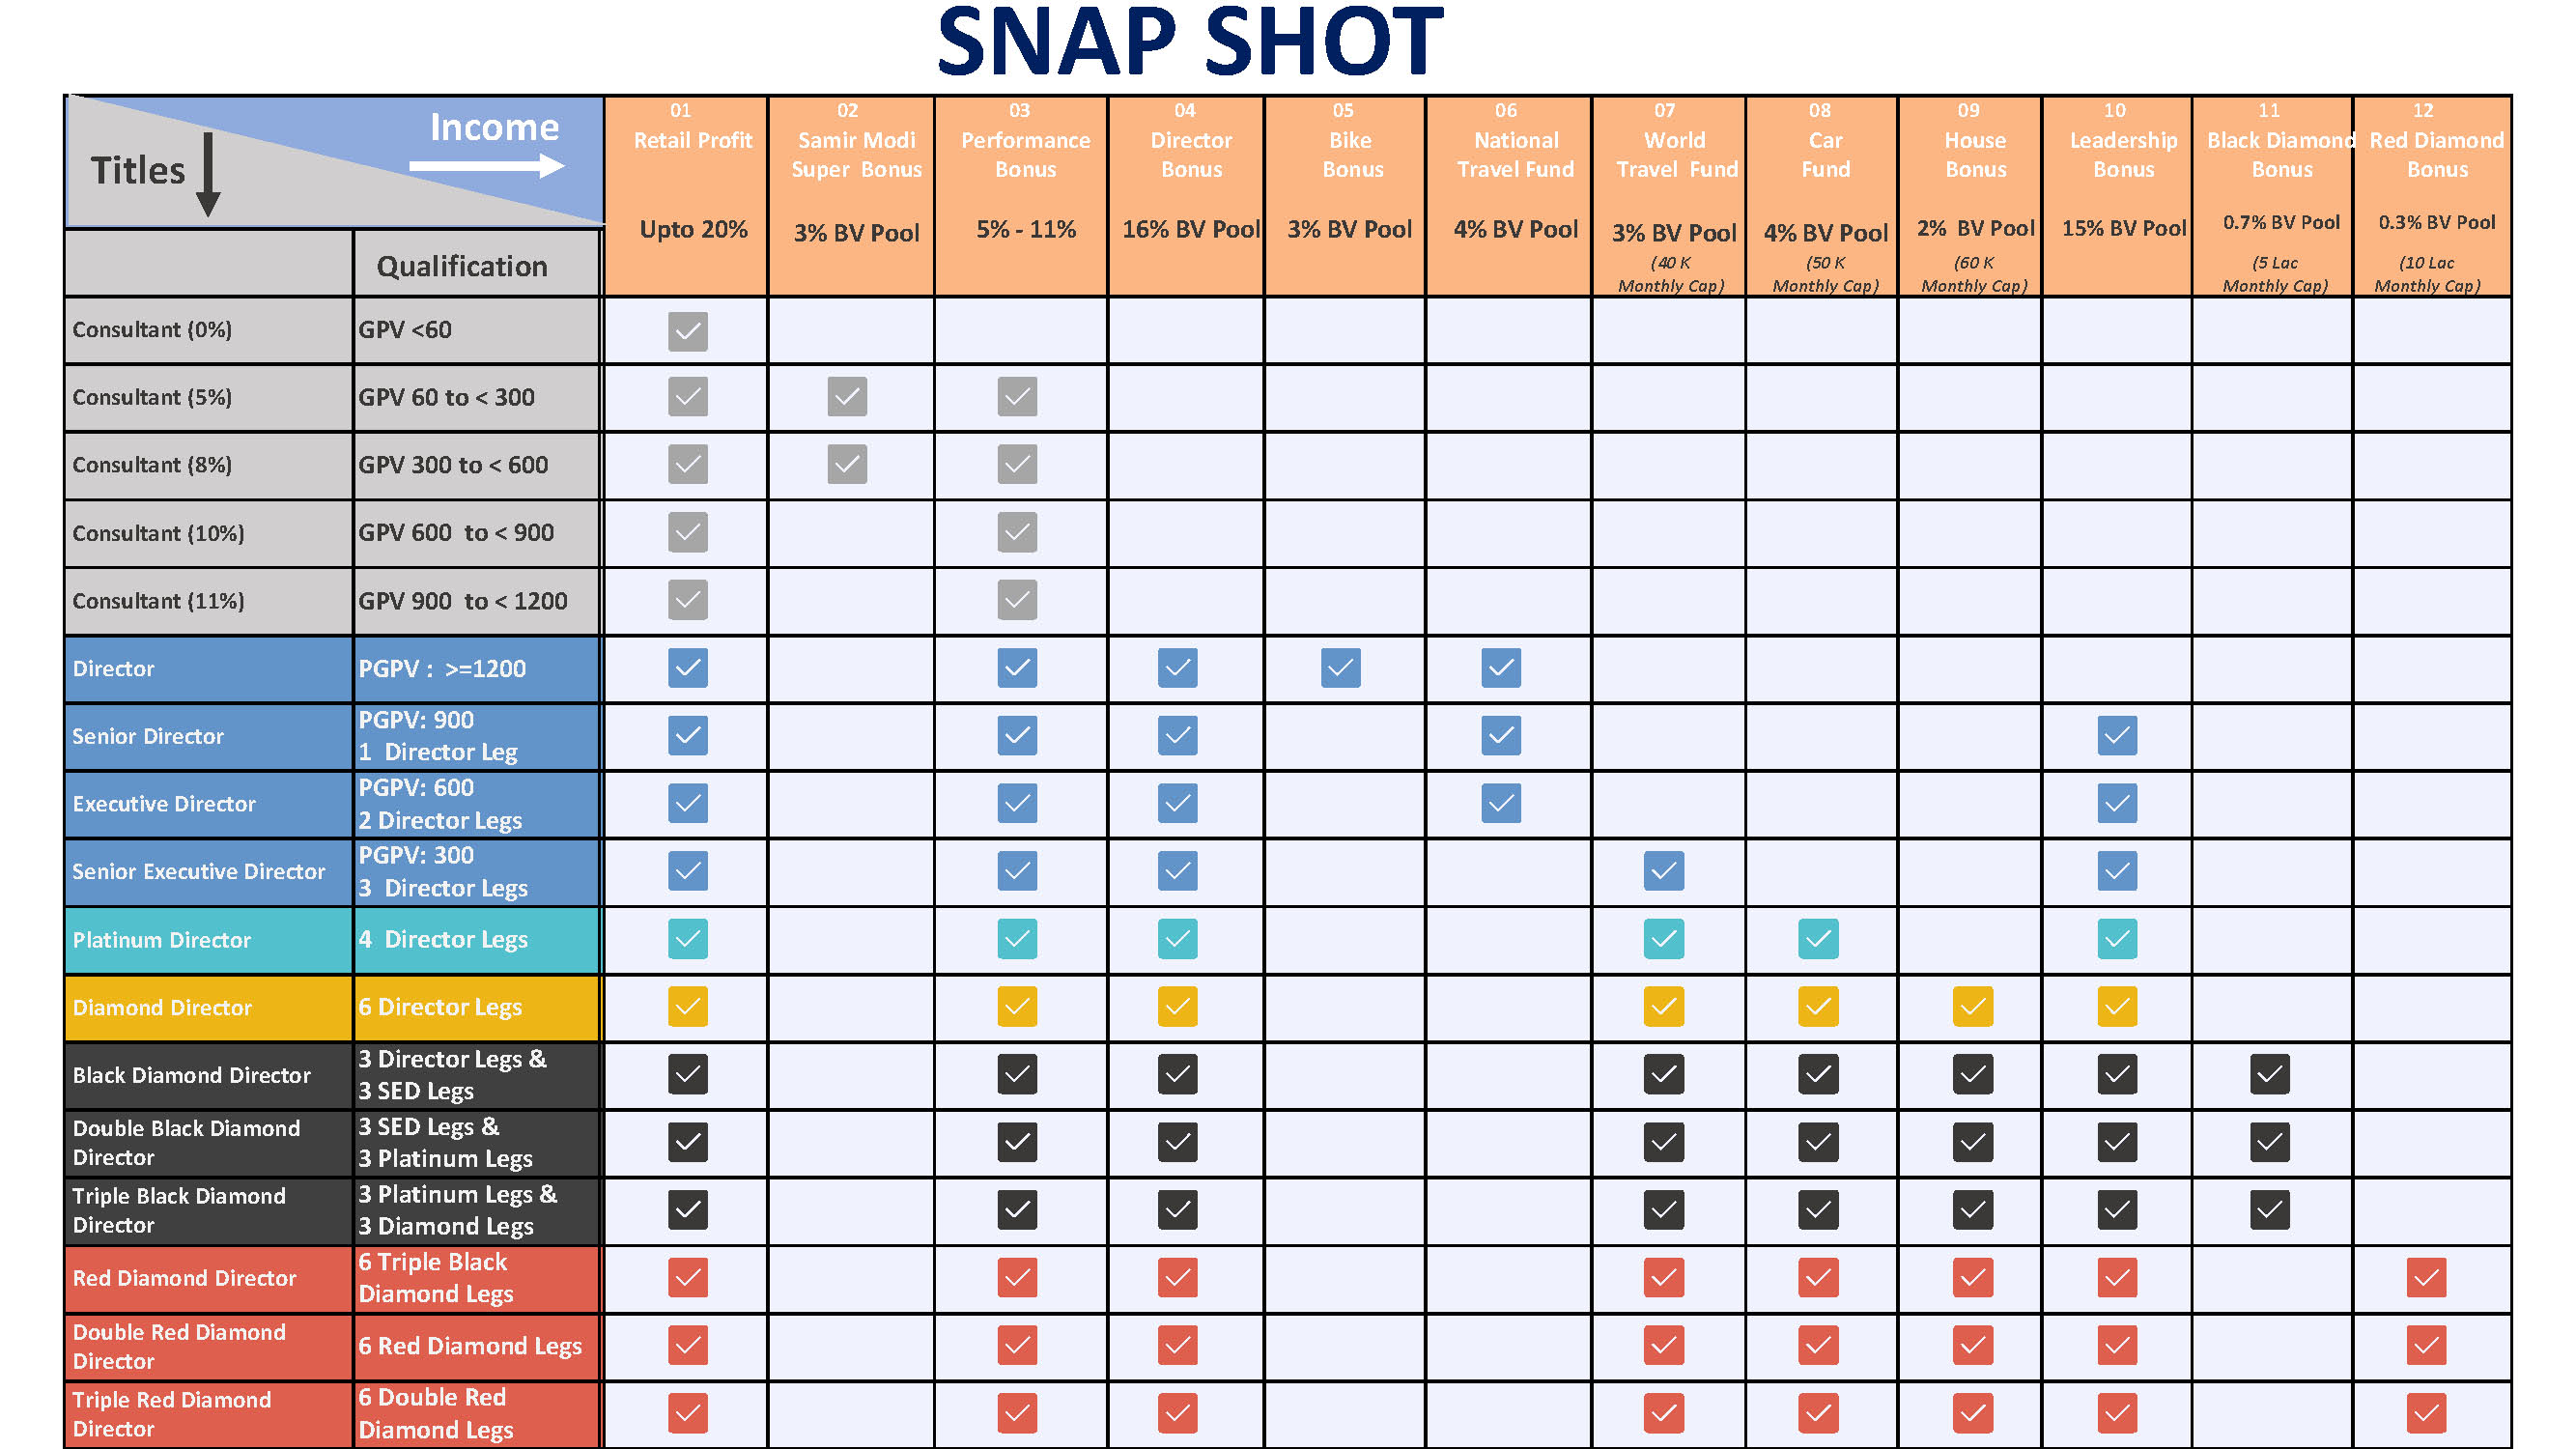 SNAP SHOT
Titles
Income
01
Retail Profit
Upto 20%
02
Samir Modi
Super Bonus
3% BV Pool
03
Performance
Bonus
5% - 11%
04
Director
Bonus
16% BV Pool
05
Bike
Bonus
3% BV Pool
06
National
Travel Fund
4% BV Pool
07
World
Travel Fund
3% BV Pool
(40 K
Monthly Cap)
08
Car
Fund
4% BV Pool
(50 K
Monthly Cap)
09
House
Bonus
2% BV Pool
(60 K
Monthly Cap)
10
Leadership
Bonus
15% BV Pool
11
Black Diamond
Bonus
0.7% BV Pool
(5 Lac
Monthly Cap)
12
Red Diamond
Bonus
0.3% BV Pool
(10 Lac
Monthly Cap)
Qualification
Consultant (0%)
GPV <60
Consultant (5%)
GPV 60 to < 300
Consultant (8%)
GPV 300 to < 600
Consultant (10%)
GPV 600 to < 900
Consultant (11%)
GPV 900 to < 1200
Director
PGPV : >=1200
Senior Director
PGPV: 900
1 Director Leg
Executive Director
PGPV: 600
2 Director Legs
Senior Executive Director
PGPV: 300
3 Director Legs
Platinum Director
4 Director Legs
Diamond Director
6 Director Legs
Black Diamond Director
3 Director Legs &
3 SED Legs
Double Black Diamond
Director
3 SED Legs &
3 Platinum Legs
Triple Black Diamond
Director
3 Platinum Legs &
3 Diamond Legs
Red Diamond Director
6 Triple Black
Diamond Legs
Double Red Diamond
Director
6 Red Diamond Legs
Triple Red Diamond
Director
6 Double Red
Diamond Legs